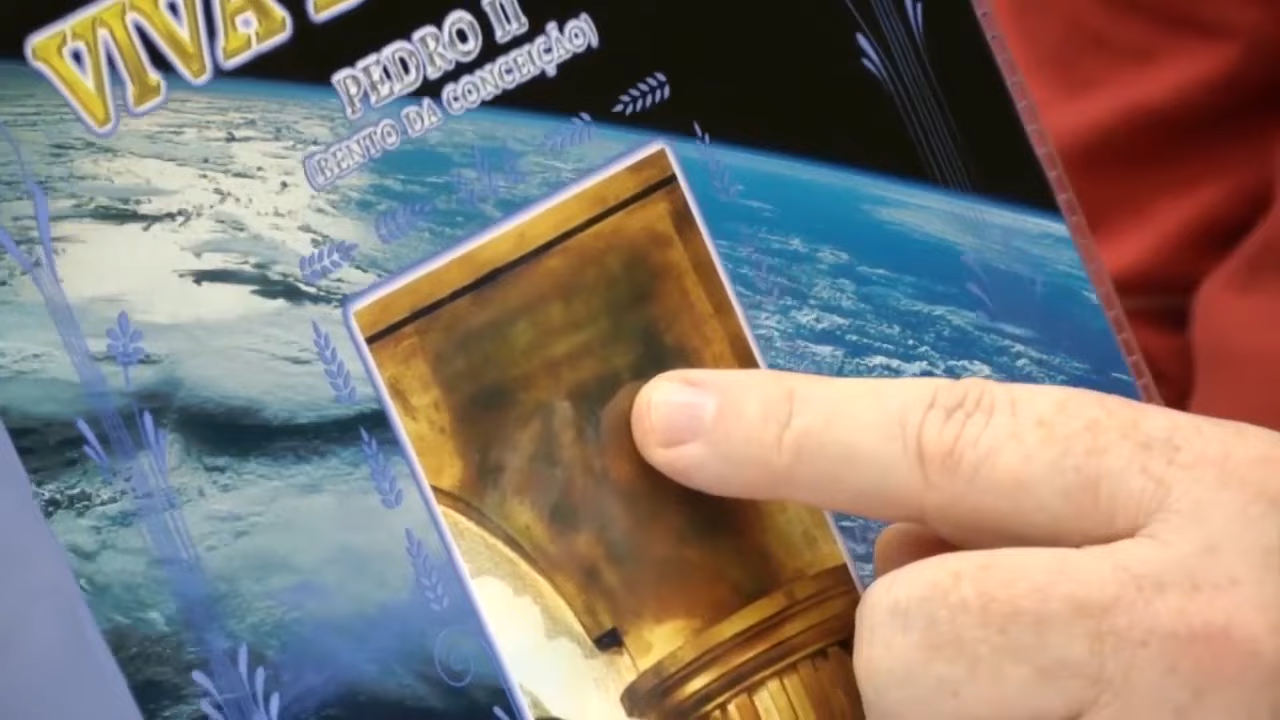 VIVA
PEDRO II
(BENTO DA CONCEIÇÃO)